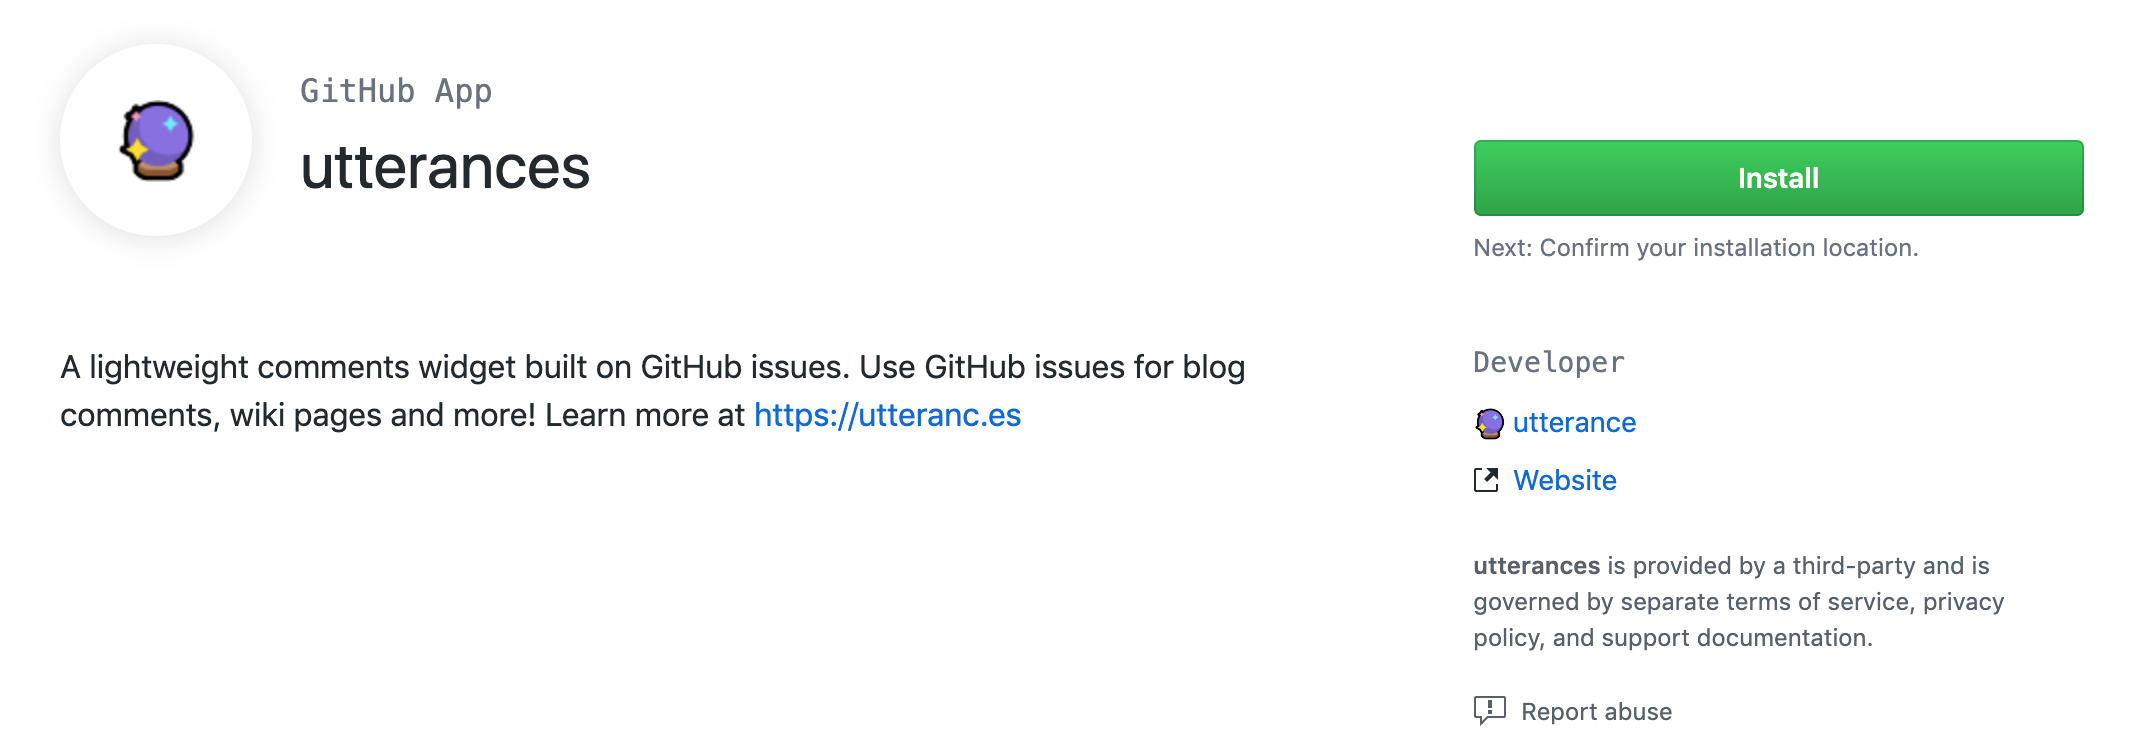 GitHub App
utterances
Install
Next: Confirm your installation location.
A lightweight comments widget built on GitHub issues. Use GitHub issues for blog
comments, wiki pages and more! Learn more at https://utteranc.es
Developer
utterance
Website
utterances is provided by a third-party and is
governed by separate terms of service, privacy
policy, and support documentation.
Report abuse